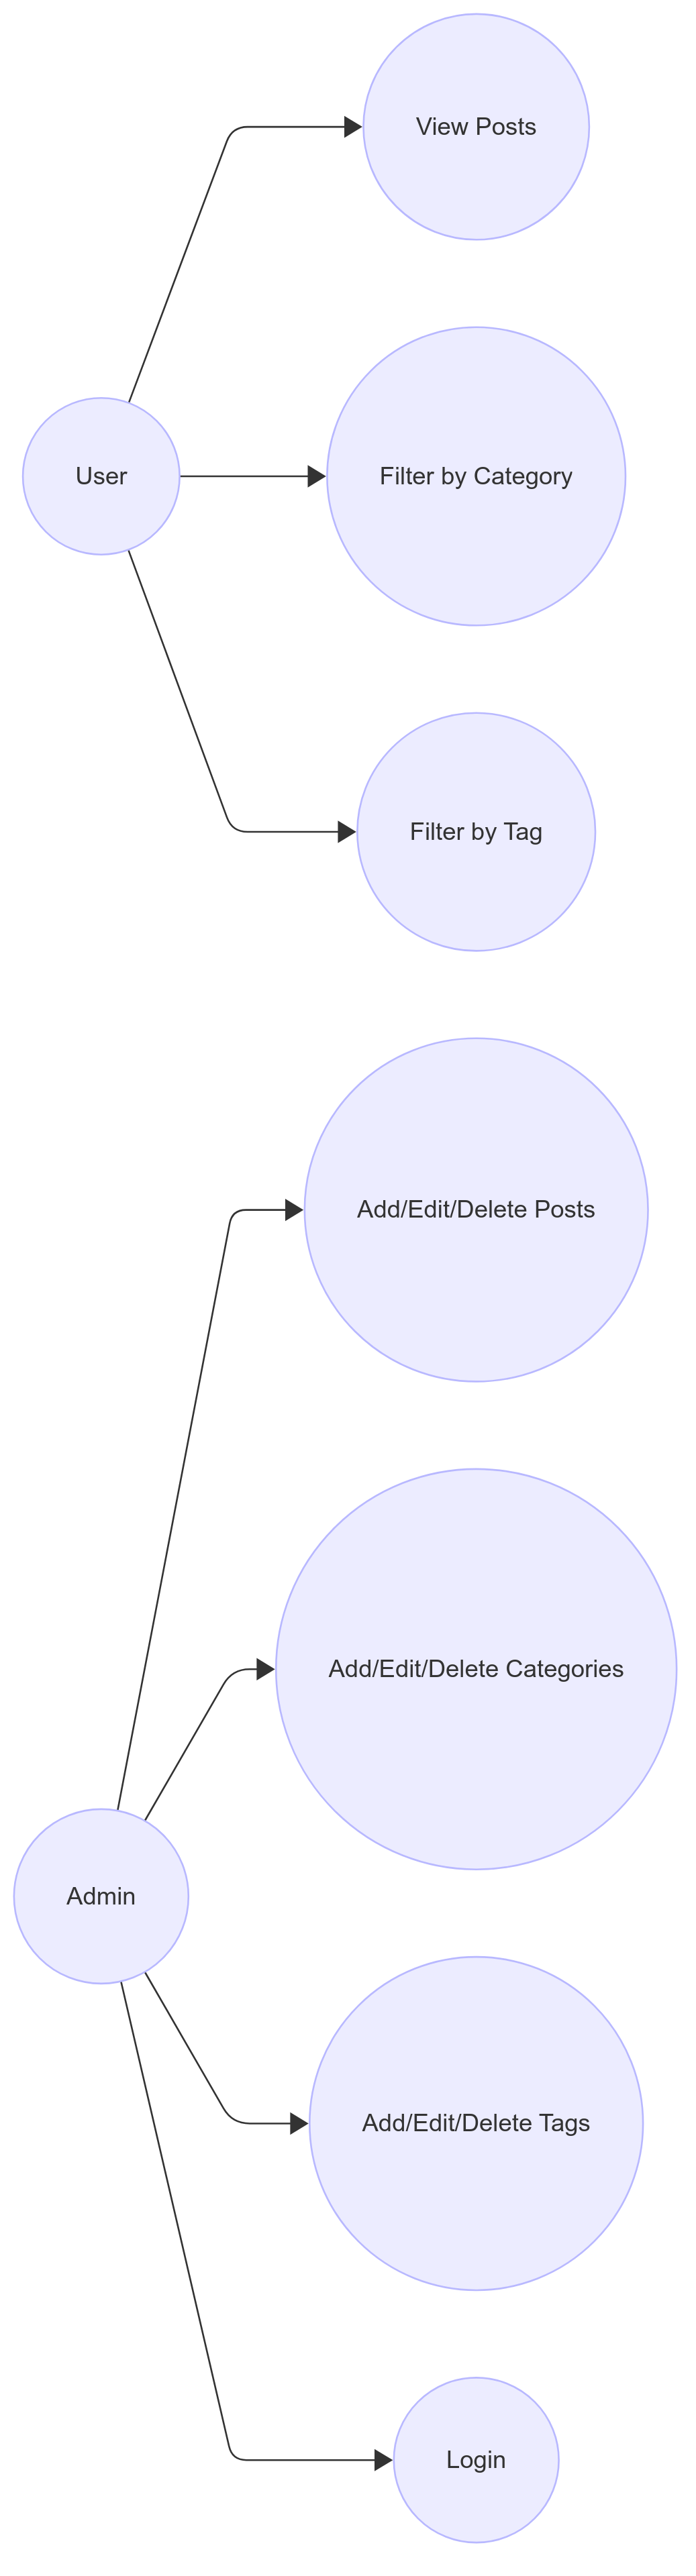 View Posts
User
Filter by Category
Filter by Tag
Add/Edit/Delete Posts
Add/Edit/Delete Categories
Admin
Add/Edit/Delete Tags
Login